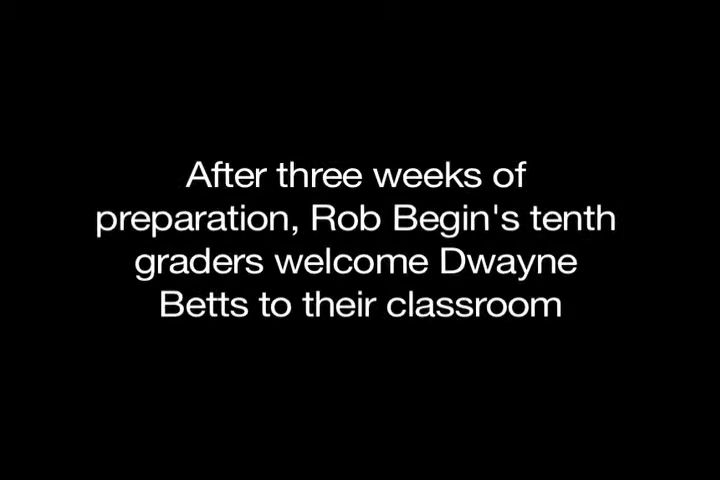 After three weeks of
preparation, Rob Begin's tenth
graders welcome Dwayne
Betts to their classroom